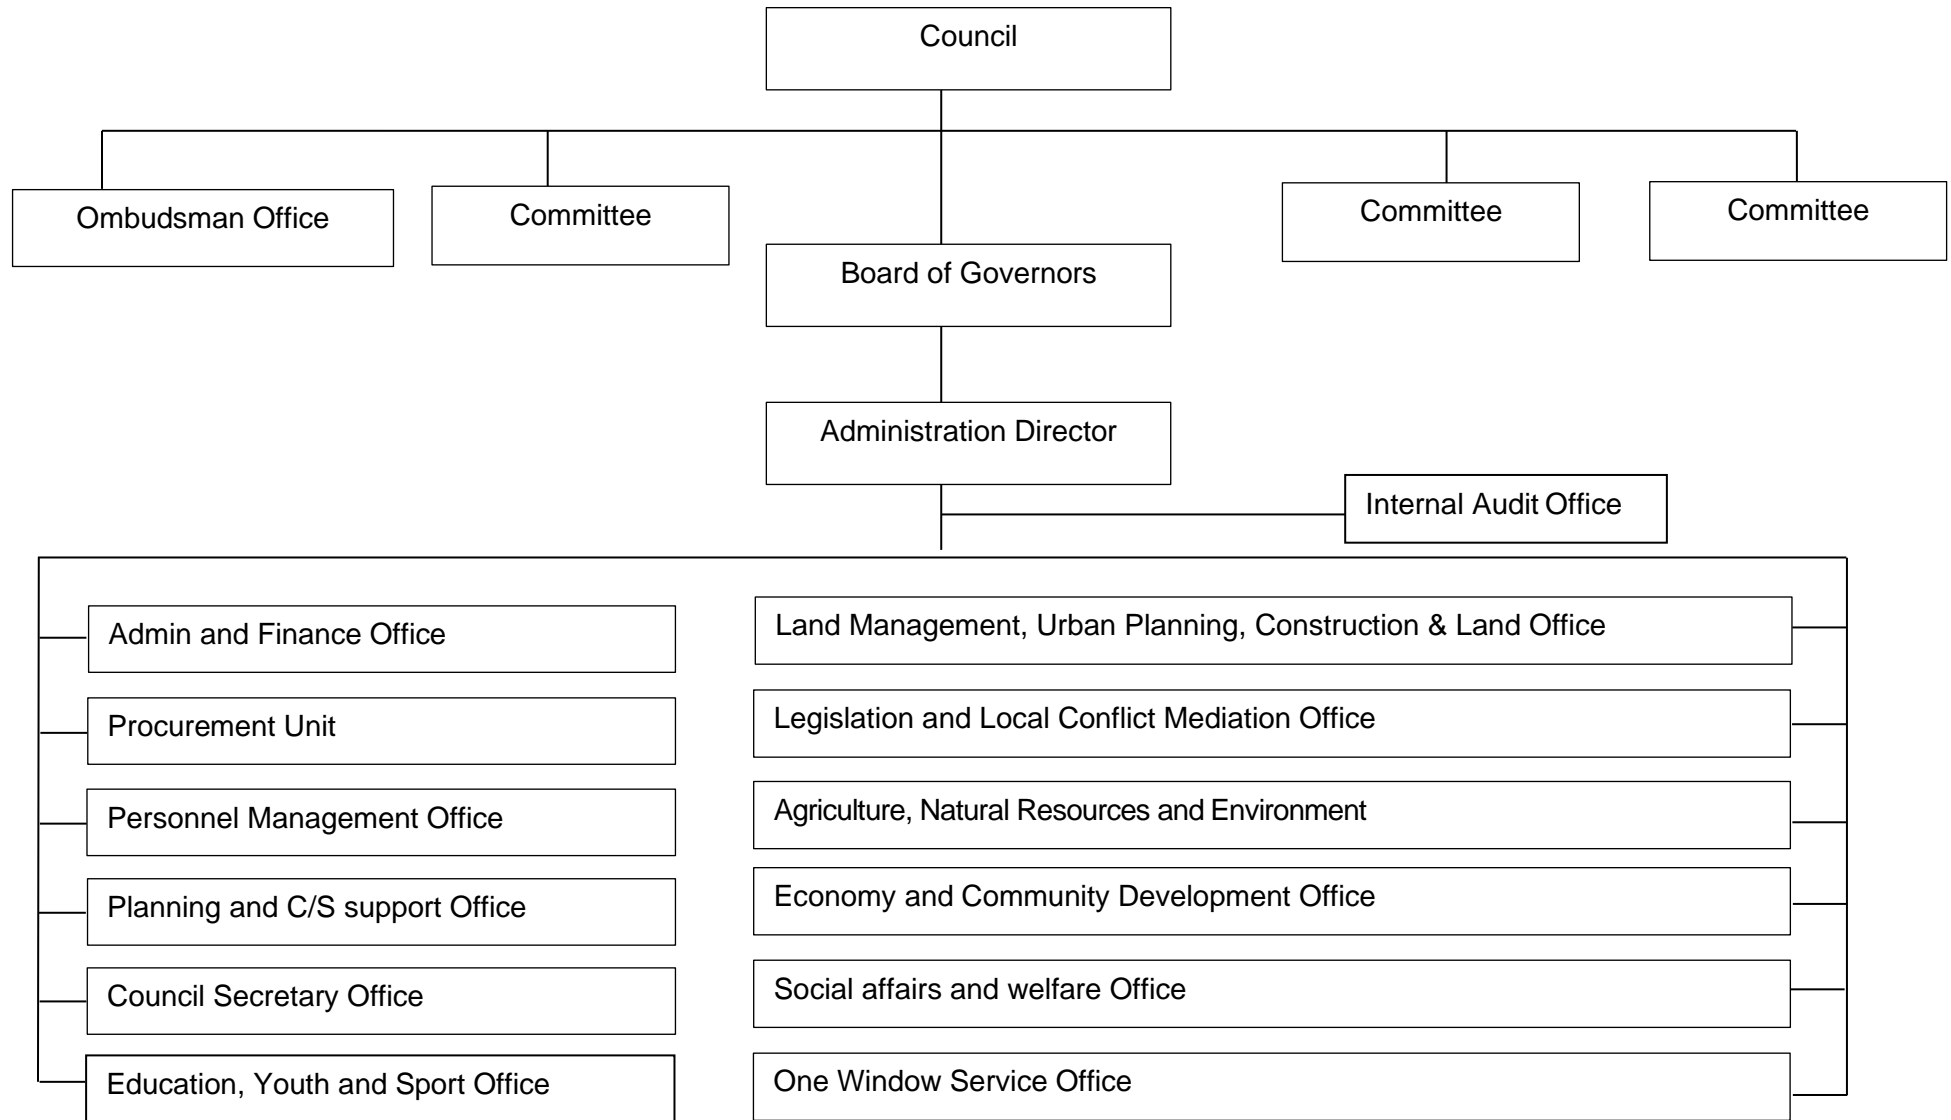 Council
Ombudsman Office
Committee
Committee
Committee
Board of Governors
Administration Director
Internal Audit Office
Admin and Finance Office
Procurement Unit
Personnel Management Office
Planning and C/S support Office
Council Secretary Office
Education, Youth and Sport Office
Land Management, Urban Planning, Construction & Land Office
Legislation and Local Conflict Mediation Office
Agriculture, Natural Resources and Environment
Economy and Community Development Office
Social affairs and welfare Office
One Window Service Office